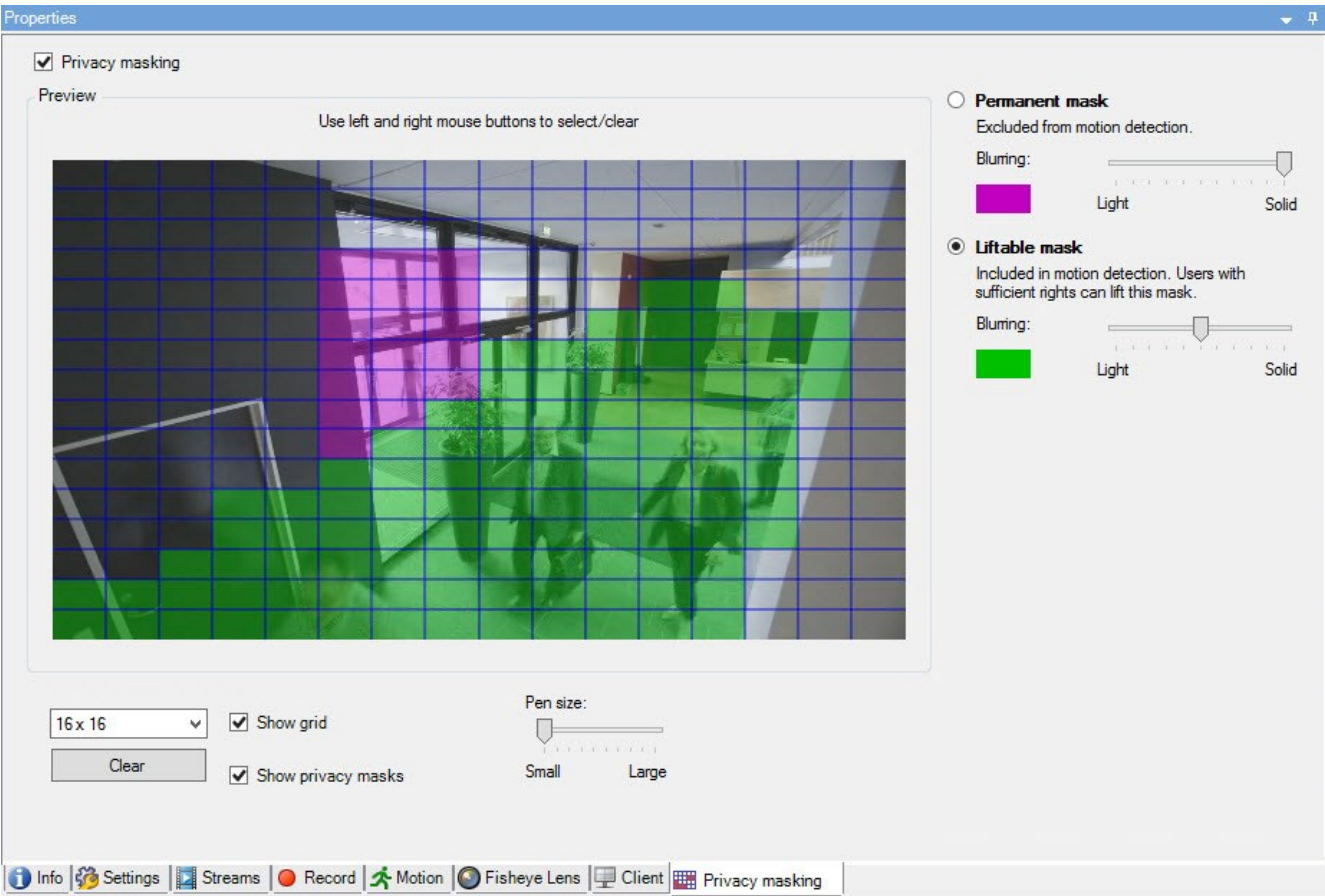 Properties
Privacy masking
Preview
Use left and right mouse buttons to select/clear
Permanent mask
Excluded from motion detection.
Blurring:
Light Solid
Liftable mask
Included in motion detection. Users with
sufficient rights can lift this mask.
Blurring:
Light Solid
16 x 16
Show grid
Pen size:
Clear
Show privacy masks
Small Large
Info Settings Streams Record Motion Fisheye Lens Client Privacy masking